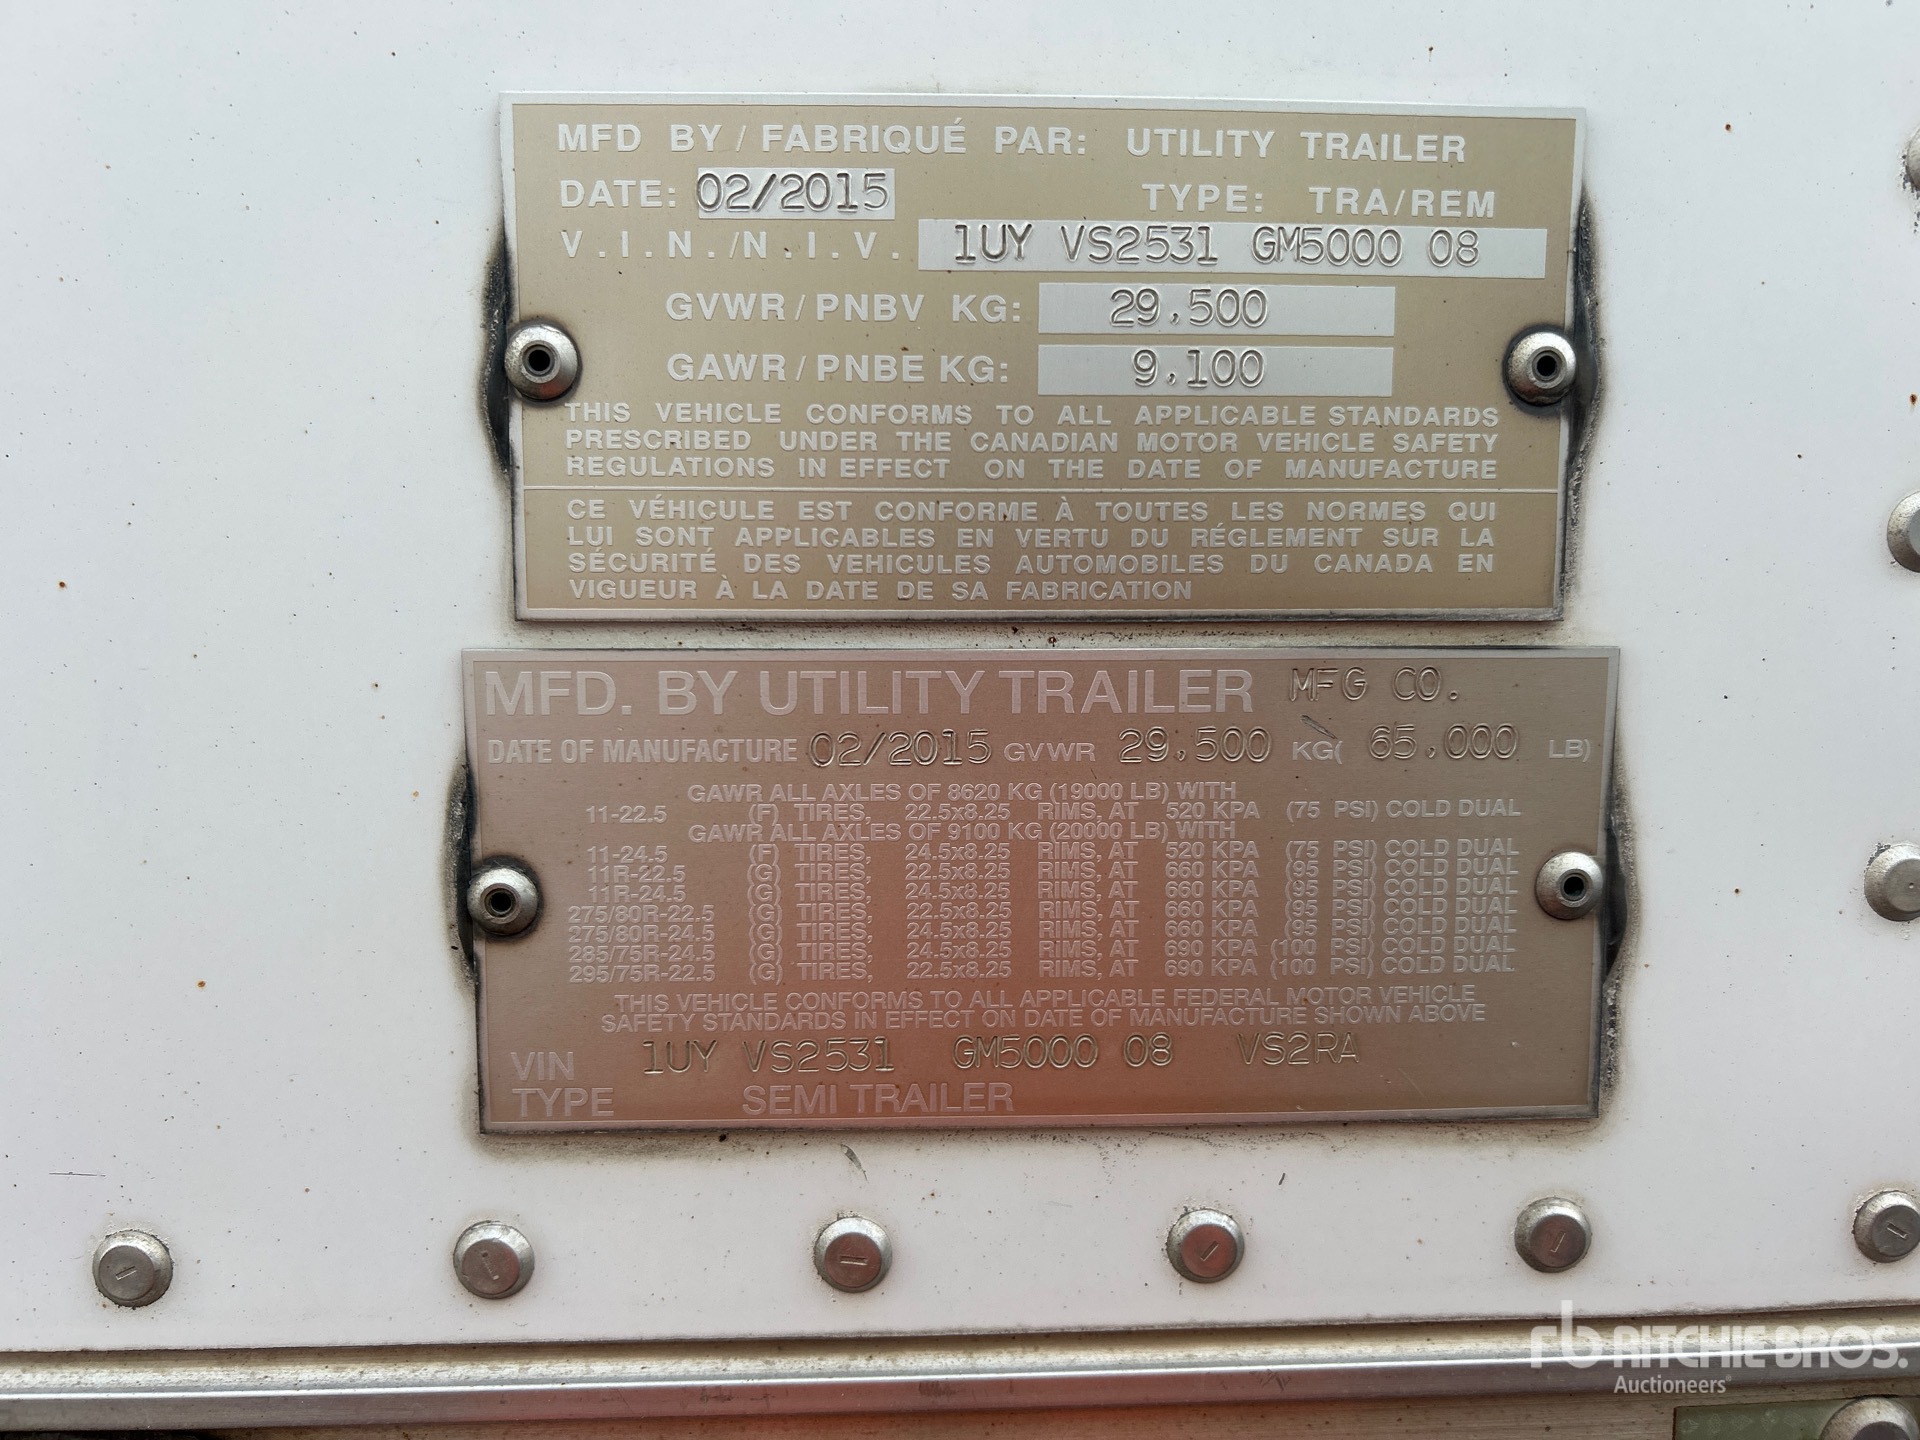 MFD BY / FABRIQUÉ PAR: UTILITY TRAILER
DATE: 02/2015 TYPE: TRA/REM
V.I.N./N.I.V. 1UY VS2531 GM5000 08
GVWR/PNBV KG: 29,500
GAWR/PNBE KG: 9,100
THIS VEHICLE CONFORMS TO ALL APPLICABLE STANDARDS
PRESCRIBED UNDER THE CANADIAN MOTOR VEHICLE SAFETY
REGULATIONS IN EFFECT ON THE DATE OF MANUFACTURE
CE VÉHICULE EST CONFORME À TOUTES LES NORMES QUI
LUI SONT APPLICABLES EN VERTU DU RÉGLEMENT SUR LA
SÉCURITÉ DES VEHICULES AUTOMOBILES DU CANADA EN
VIGUEUR À LA DATE DE SA FABRICATION
MFD. BY UTILITY TRAILER MFG CO.
DATE OF MANUFACTURE 02/2015 GVWR 29,500 KG( 65,000 LB)
GAWR ALL AXLES OF 8620 KG (19000 LB) WITH
11-22.5 (F) TIRES, 22.5x8.25 RIMS, AT 520 KPA (75 PSI) COLD DUAL
GAWR ALL AXLES OF 9100 KG (20000 LB) WITH
11-24.5 (F) TIRES, 24.5x8.25 RIMS, AT 520 KPA (75 PSI) COLD DUAL
11R-22.5 (G) TIRES, 22.5x8.25 RIMS, AT 660 KPA (95 PSI) COLD DUAL
11R-24.5 (G) TIRES, 24.5x8.25 RIMS, AT 660 KPA (95 PSI) COLD DUAL
275/80R-22.5 (G) TIRES, 22.5x8.25 RIMS, AT 660 KPA (95 PSI) COLD DUAL
275/80R-24.5 (G) TIRES, 24.5x8.25 RIMS, AT 660 KPA (95 PSI) COLD DUAL
285/75R-24.5 (G) TIRES, 24.5x8.25 RIMS, AT 690 KPA (100 PSI) COLD DUAL
295/75R-22.5 (G) TIRES, 22.5x8.25 RIMS, AT 690 KPA (100 PSI) COLD DUAL
THIS VEHICLE CONFORMS TO ALL APPLICABLE FEDERAL MOTOR VEHICLE
SAFETY STANDARDS IN EFFECT ON DATE OF MANUFACTURE SHOWN ABOVE
VIN 1UY VS2531 GM5000 08 VS2RA
TYPE SEMI TRAILER
rb RITCHIE BROS.
Auctioneers